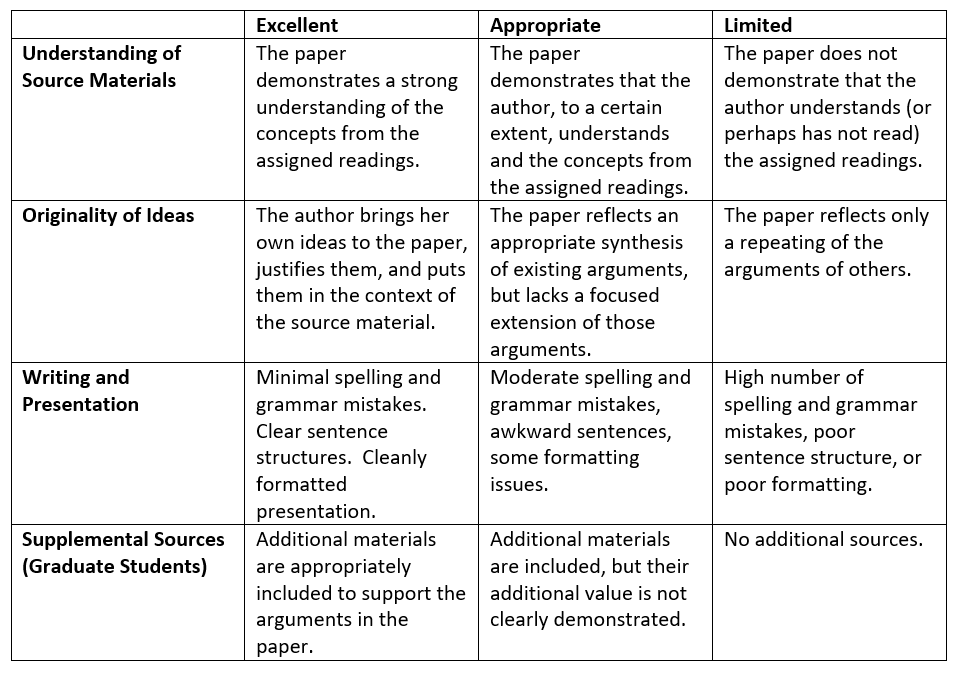 Excellent
Appropriate
Limited
Understanding of
Source Materials
The paper
demonstrates a strong
understanding of the
concepts from the
assigned readings.
The paper
demonstrates that the
author, to a certain
extent, understands
and the concepts from
the assigned readings.
The paper does not
demonstrate that the
author understands (or
perhaps has not read)
the assigned readings.
Originality of Ideas
The author brings her
own ideas to the paper,
justifies them, and puts
them in the context of
the source material.
The paper reflects an
appropriate synthesis
of existing arguments,
but lacks a focused
extension of those
arguments.
The paper reflects only
a repeating of the
arguments of others.
Writing and
Presentation
Minimal spelling and
grammar mistakes.
Clear sentence
structures.  Cleanly
formatted
presentation.
Moderate spelling and
grammar mistakes,
awkward sentences,
some formatting
issues.
High number of
spelling and grammar
mistakes, poor
sentence structure, or
poor formatting.
Supplemental Sources
(Graduate Students)
Additional materials
are appropriately
included to support the
arguments in the
paper.
Additional materials
are included, but their
additional value is not
clearly demonstrated.
No additional sources.